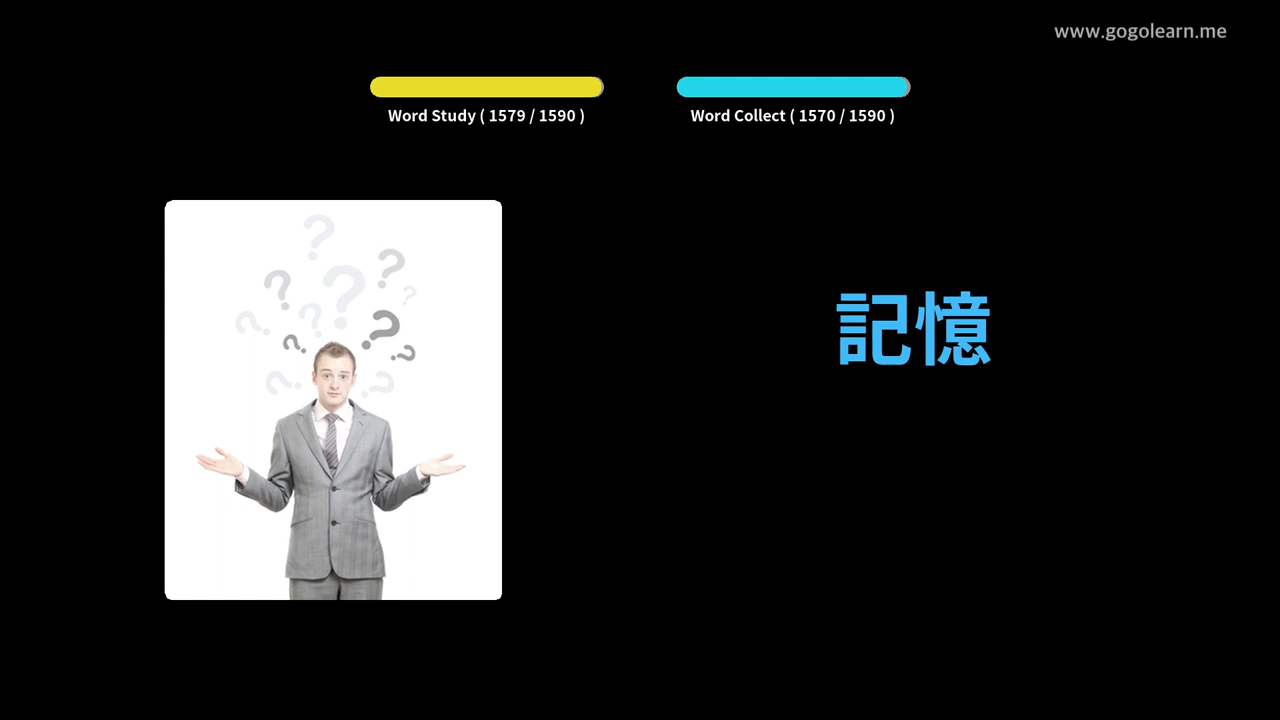 www.gogolearn.me
Word Study ( 1579 / 1590 )
Word Collect ( 1570 / 1590 )
? ? ? ? ? ? ? ? ? ? ? ?
記憶